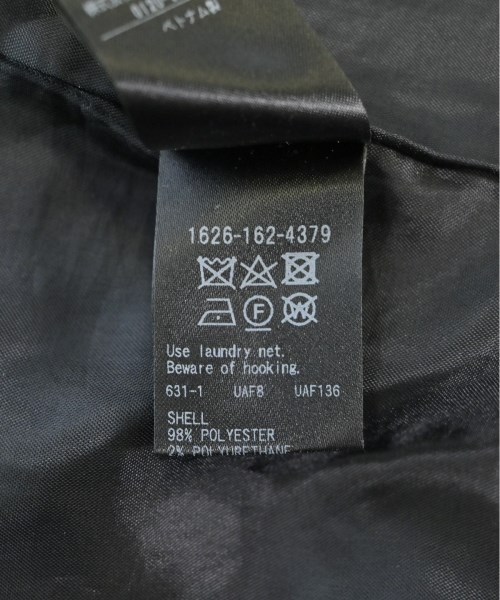 ベトナム製
1626-162-4379
F W
Use laundry net.
Beware of hooking.
631-1 UAF8 UAF136
SHELL
98% POLYESTER
2% POLYURETHANE